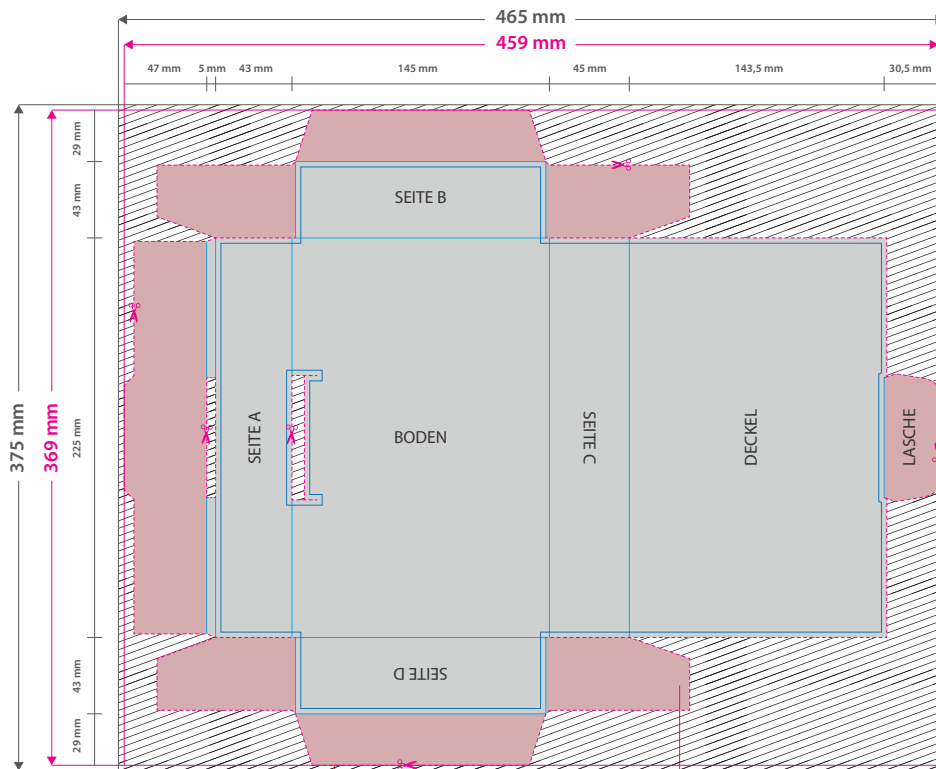 465 mm
459 mm
47 mm 5 mm 43 mm 145 mm 45 mm 143,5 mm 30,5 mm
29 mm
43 mm
225 mm
43 mm
29 mm
375 mm
369 mm
SEITE B
SEITE A
BODEN
SEITE C
DECKEL
LASCHE
SEITE D